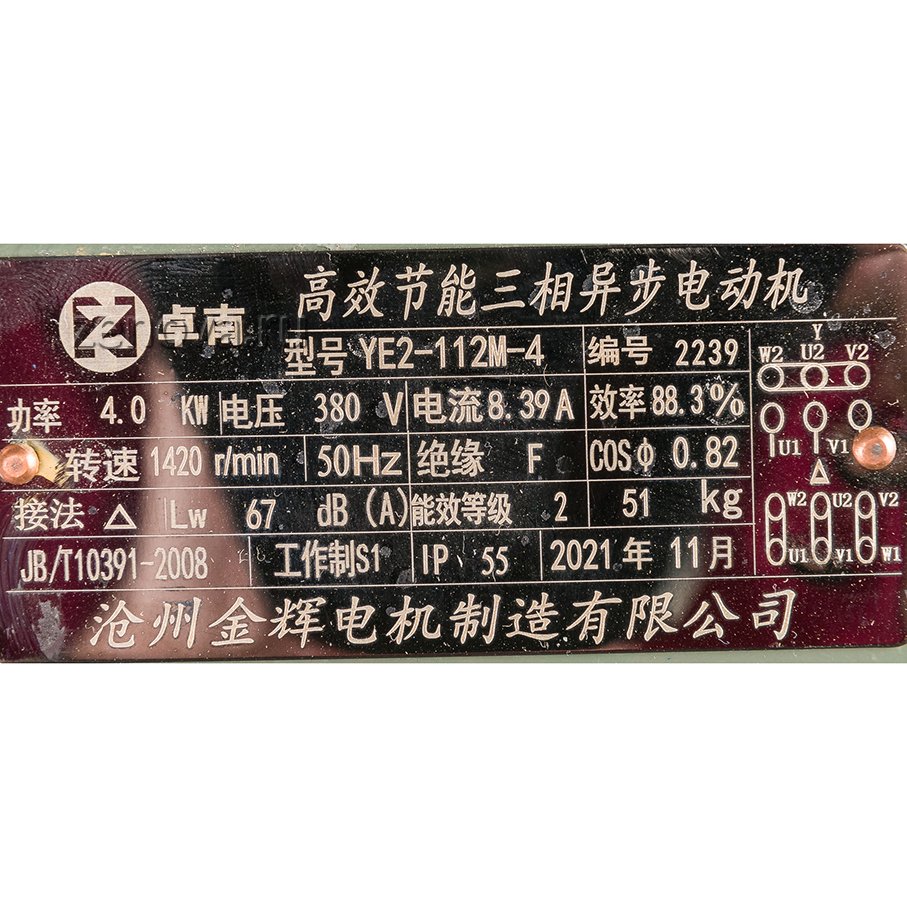 高效节能三相异步电动机
卓南
型号 YE2-112M-4 编号 2239
功率 4.0 KW 电压 380 V 电流 8.39A 效率 88.3%
转速 1420 r/min 50Hz 绝缘 F COSφ 0.82
接法 △ Lw 67 dB (A) 能效等级 2 51 kg
JB/T10391-2008 工作制S1 IP 55 2021年 11月
沧州金辉电机制造有限公司
Y
W2 U2 V2
U1 V1
△
W2 U2 V2
U1 V1 W1